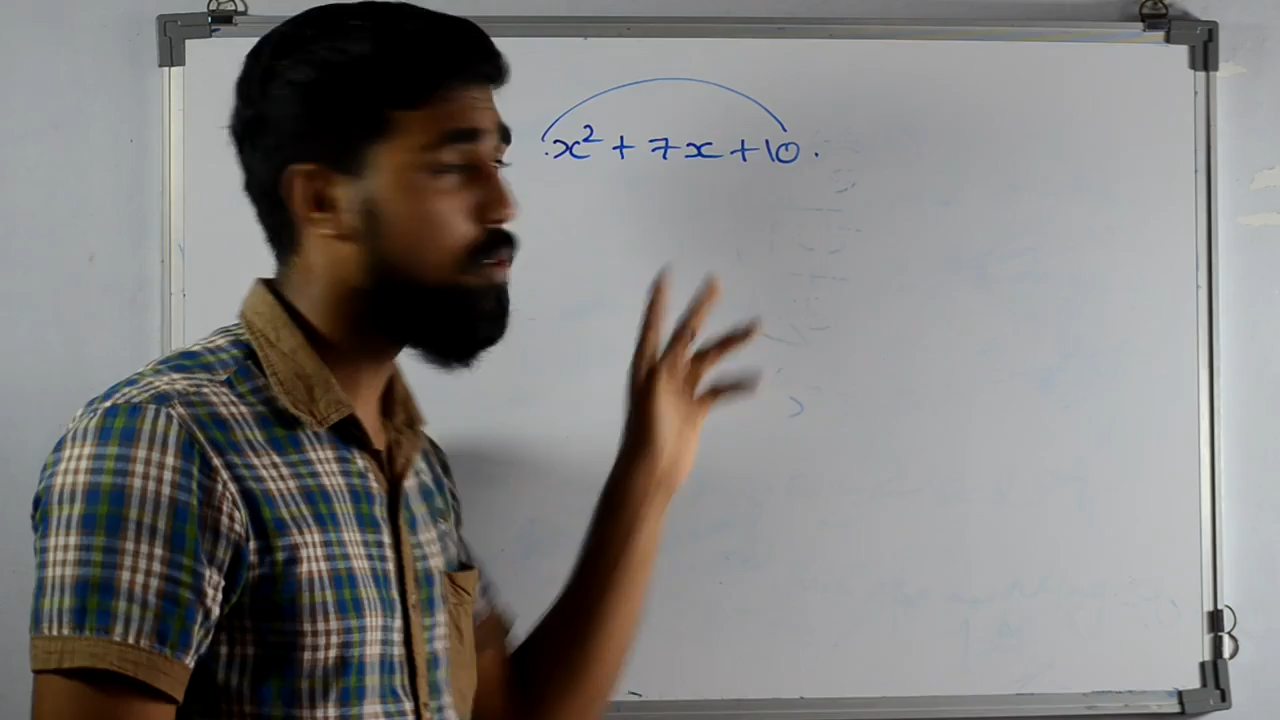 x² + 7x + 10.